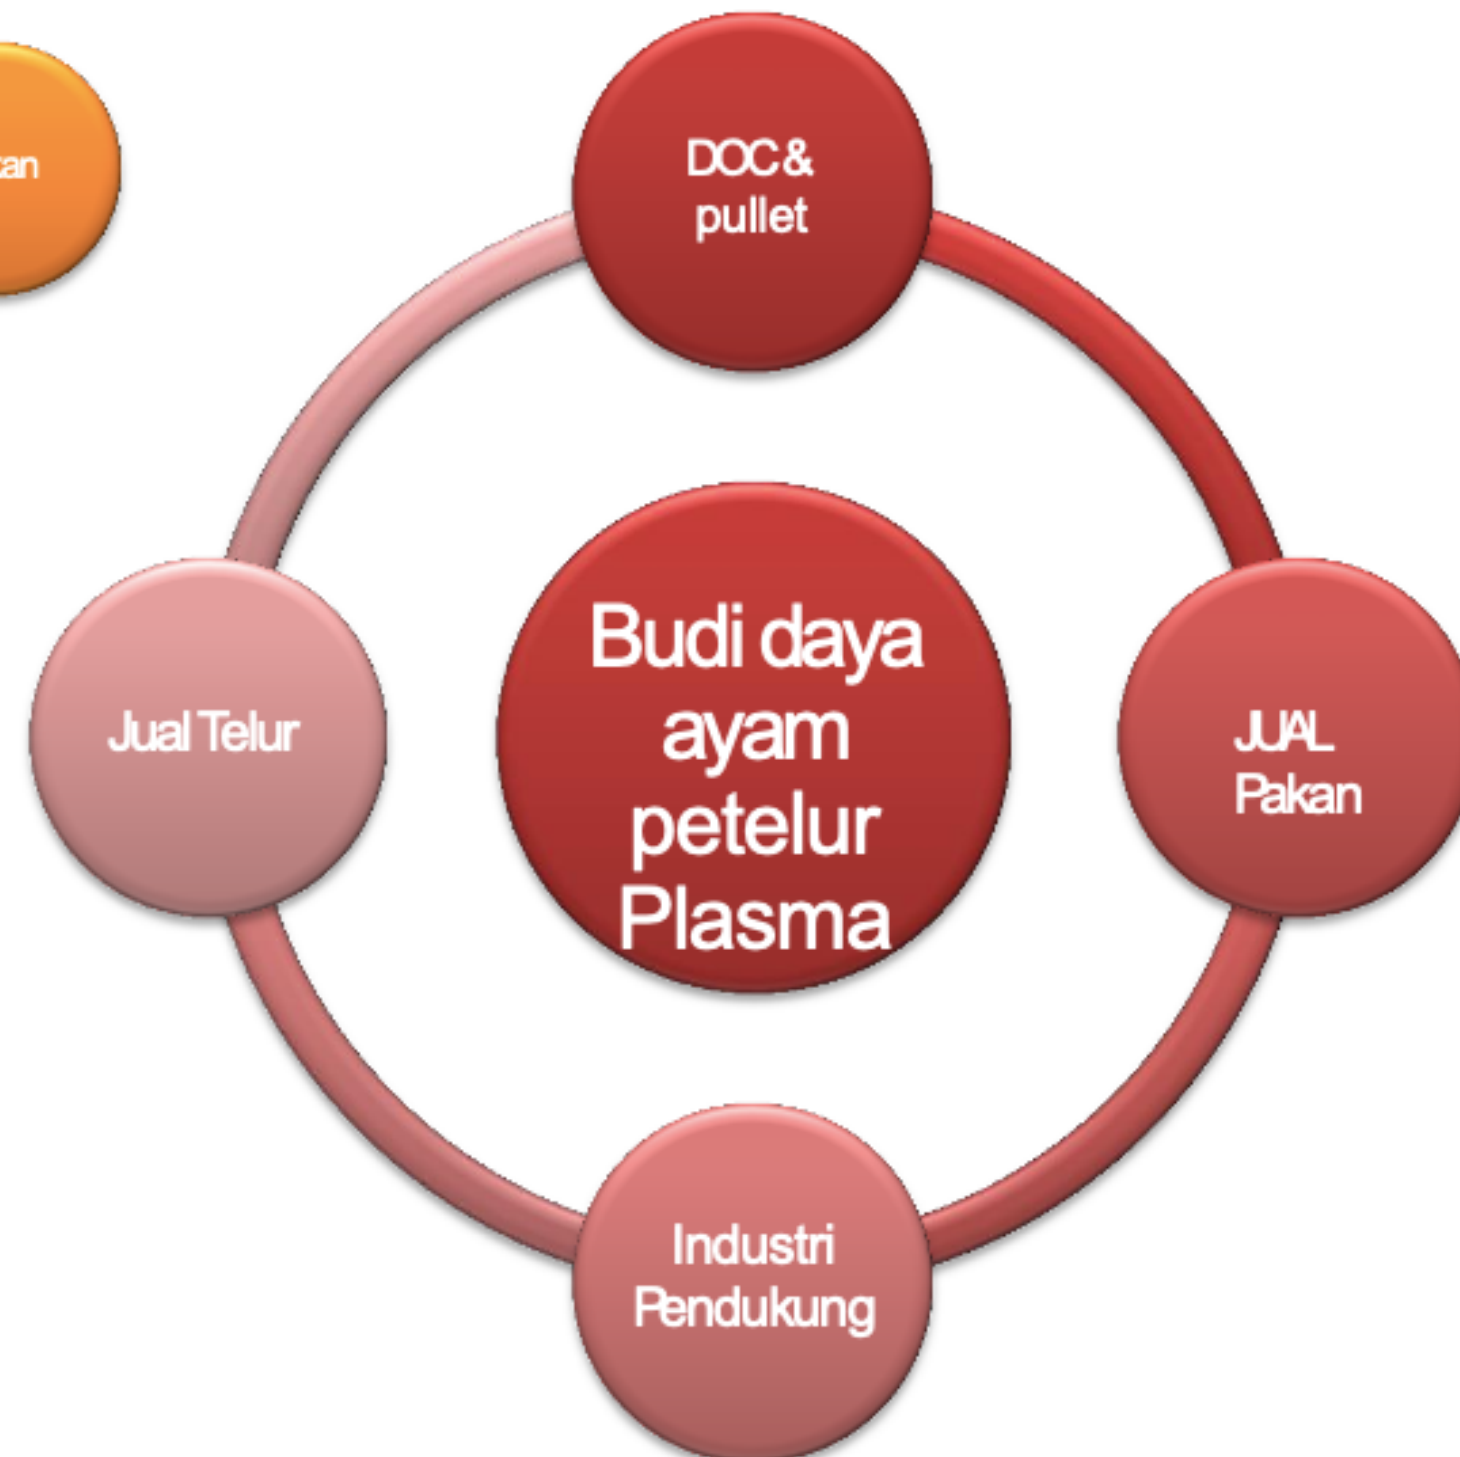 DOC &
pullet
Budi daya
ayam
petelur
Plasma
Jual Telur
JUAL
Pakan
Industri
Pendukung